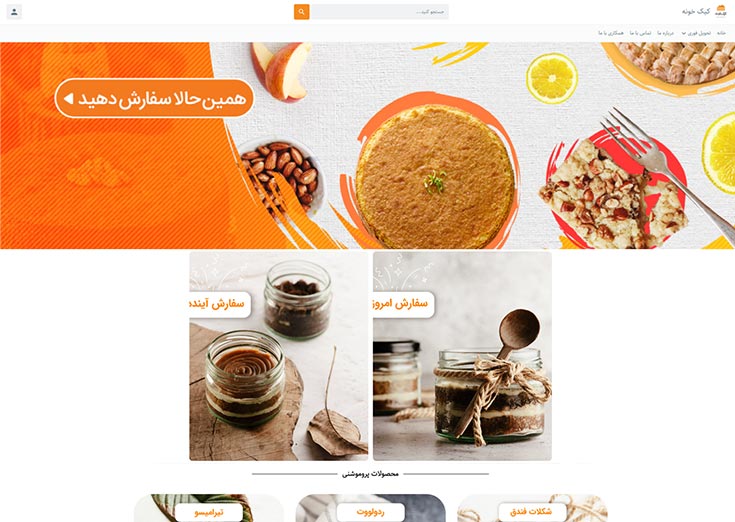 کیک خونه
جستجو کنید...
خانه
تحویل فوری
درباره ما
تماس با ما
همکاری با ما
همین حالا سفارش دهید
سفارش امروز
سفارش آینده
محصولات پروموشنی
شکلات فندق
ردولووت
تیرامیسو